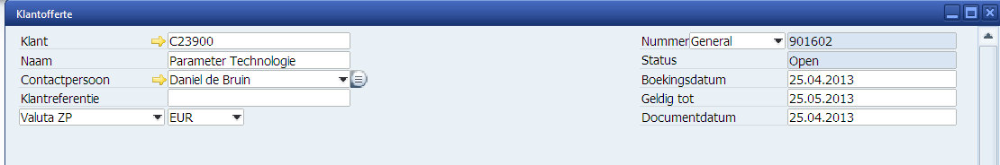 Klantofferte
Klant C23900 Nummer General 901602
Naam Parameter Technologie Status Open
Contactpersoon Daniel de Bruin Boekingsdatum 25.04.2013
Klantreferentie Geldig tot 25.05.2013
Valuta ZP EUR Documentdatum 25.04.2013